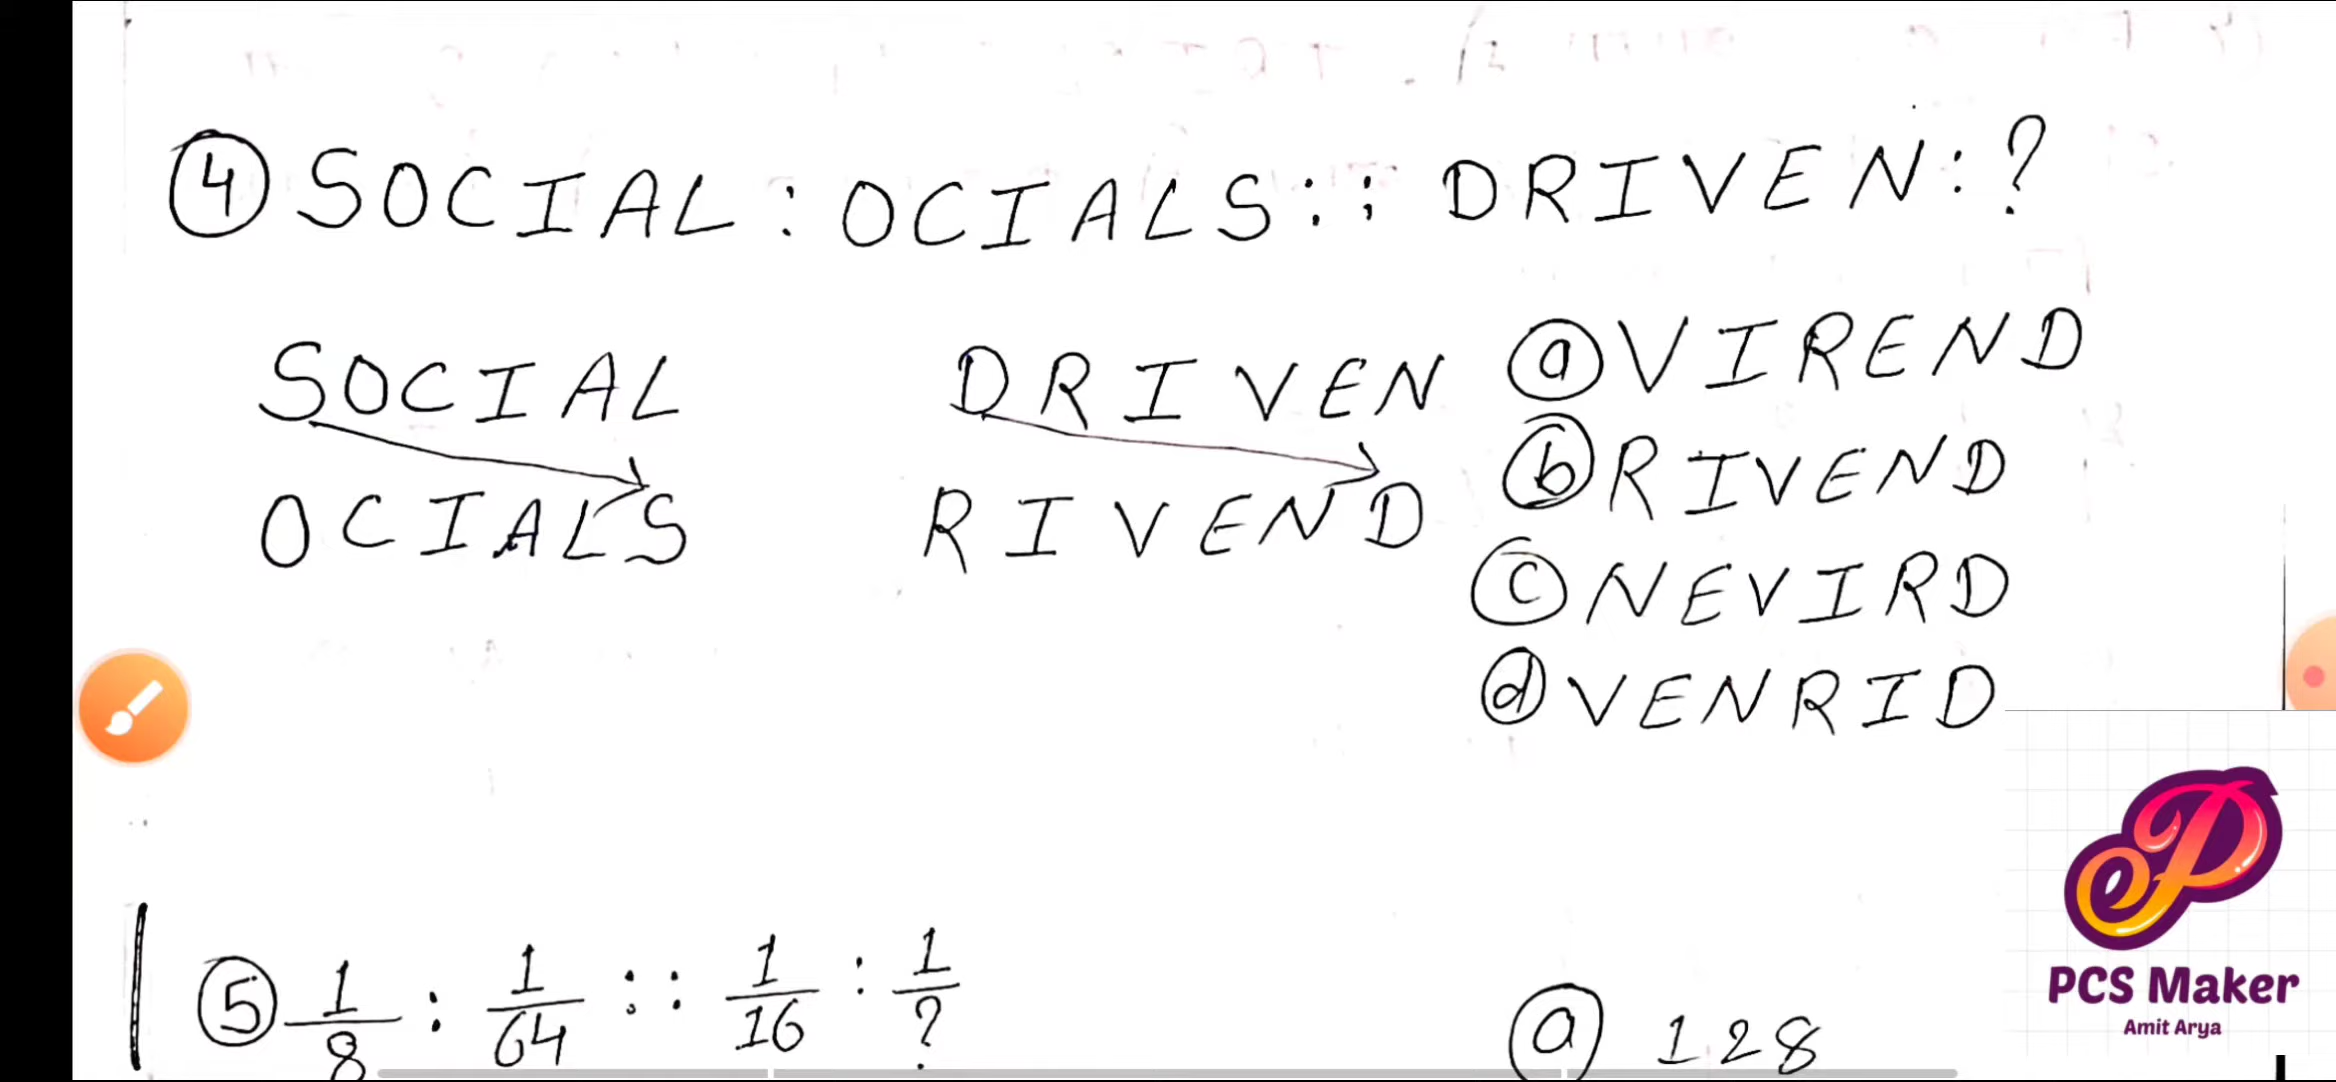 ④ SOCIAL : OCIALS :: DRIVEN : ?
SOCIAL
OCIALS
DRIVEN
RIVEND
ⓐ VIREND
ⓑ RIVEND
ⓒ NEVIRD
ⓓ VENRID
⑤ 1/8 : 1/64 :: 1/16 : 1/?
ⓐ 128
PCS Maker
Amit Arya